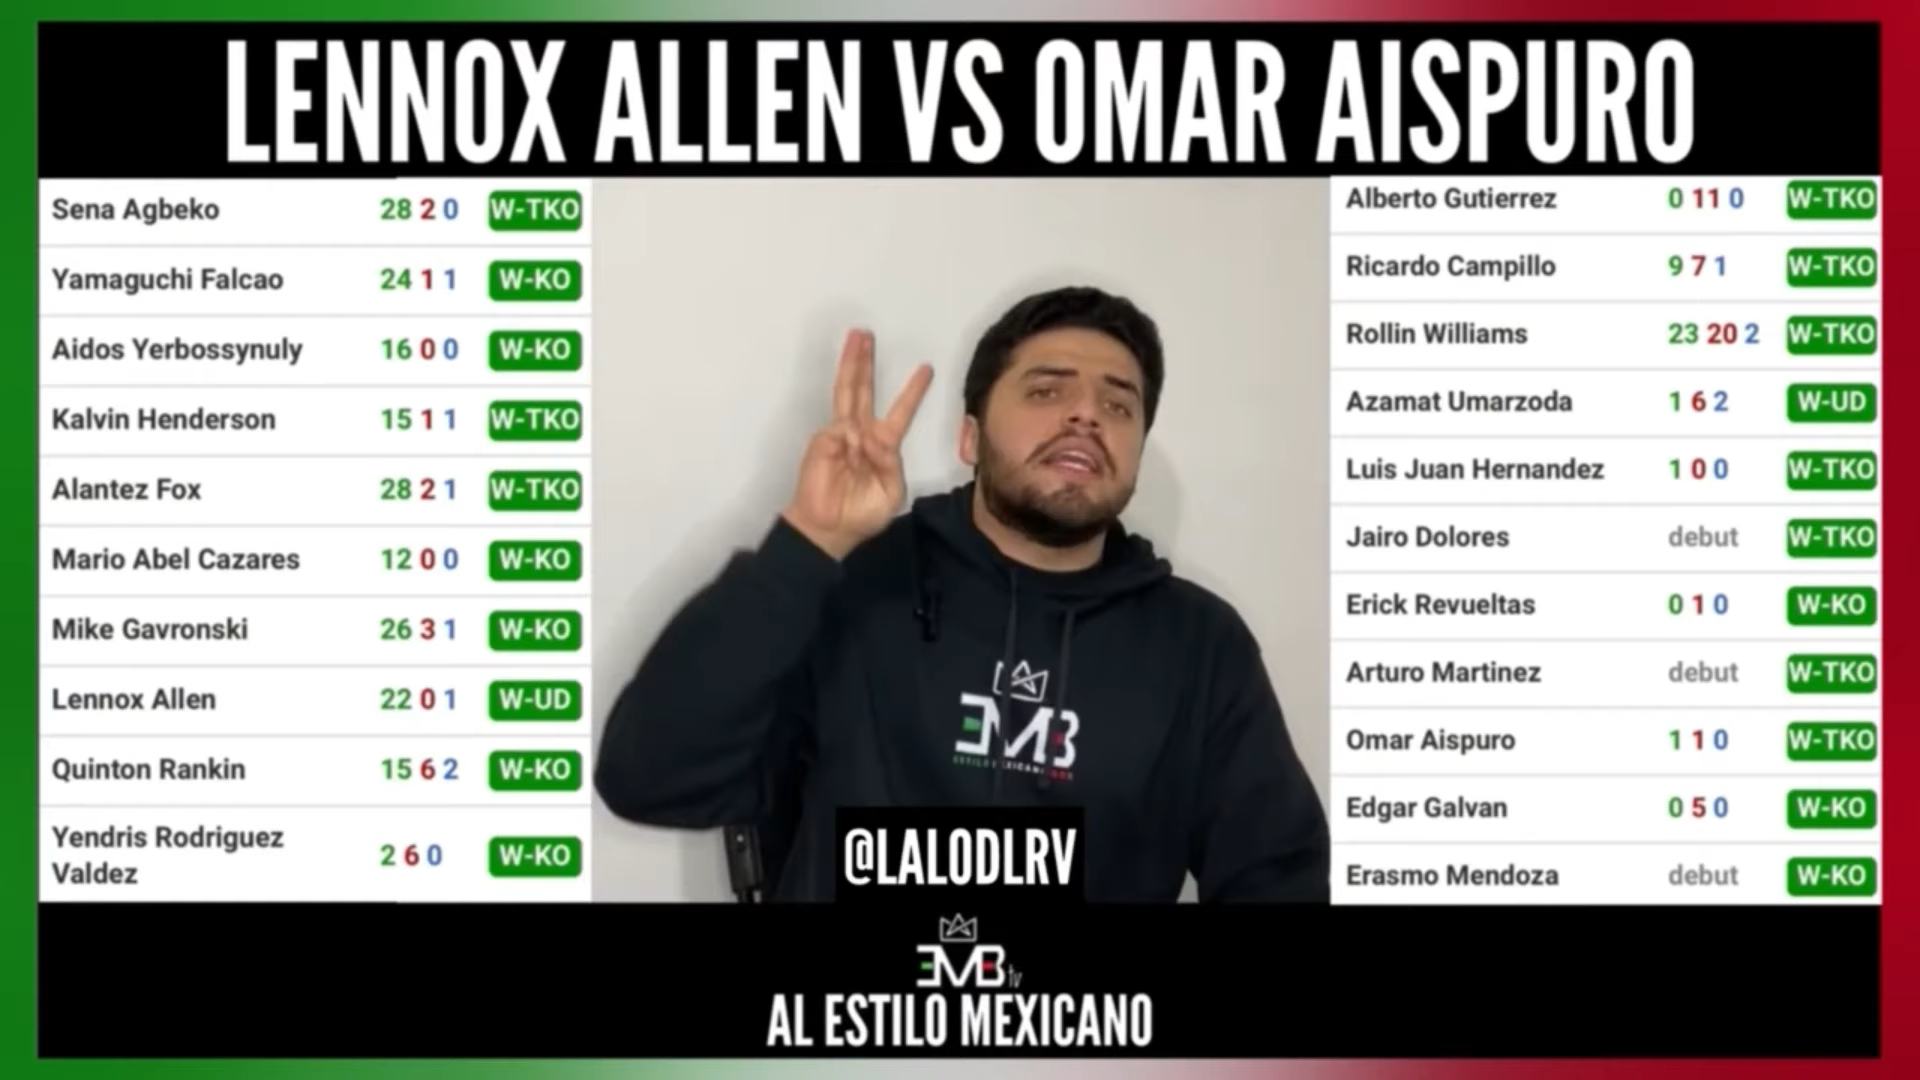 LENNOX ALLEN VS OMAR AISPURO
Sena Agbeko 28 2 0 W-TKO
Yamaguchi Falcao 24 1 1 W-KO
Aidos Yerbossynuly 16 0 0 W-KO
Kalvin Henderson 15 1 1 W-TKO
Alantez Fox 28 2 1 W-TKO
Mario Abel Cazares 12 0 0 W-KO
Mike Gavronski 26 3 1 W-KO
Lennox Allen 22 0 1 W-UD
Quinton Rankin 15 6 2 W-KO
Yendris Rodriguez
Valdez 2 6 0 W-KO
Alberto Gutierrez 0 11 0 W-TKO
Ricardo Campillo 9 7 1 W-TKO
Rollin Williams 23 20 2 W-TKO
Azamat Umarzoda 1 6 2 W-UD
Luis Juan Hernandez 1 0 0 W-TKO
Jairo Dolores debut W-TKO
Erick Revueltas 0 1 0 W-KO
Arturo Martinez debut W-TKO
Omar Aispuro 1 1 0 W-TKO
Edgar Galvan 0 5 0 W-KO
Erasmo Mendoza debut W-KO
EMB
@LALODLRV
EMB tv
AL ESTILO MEXICANO